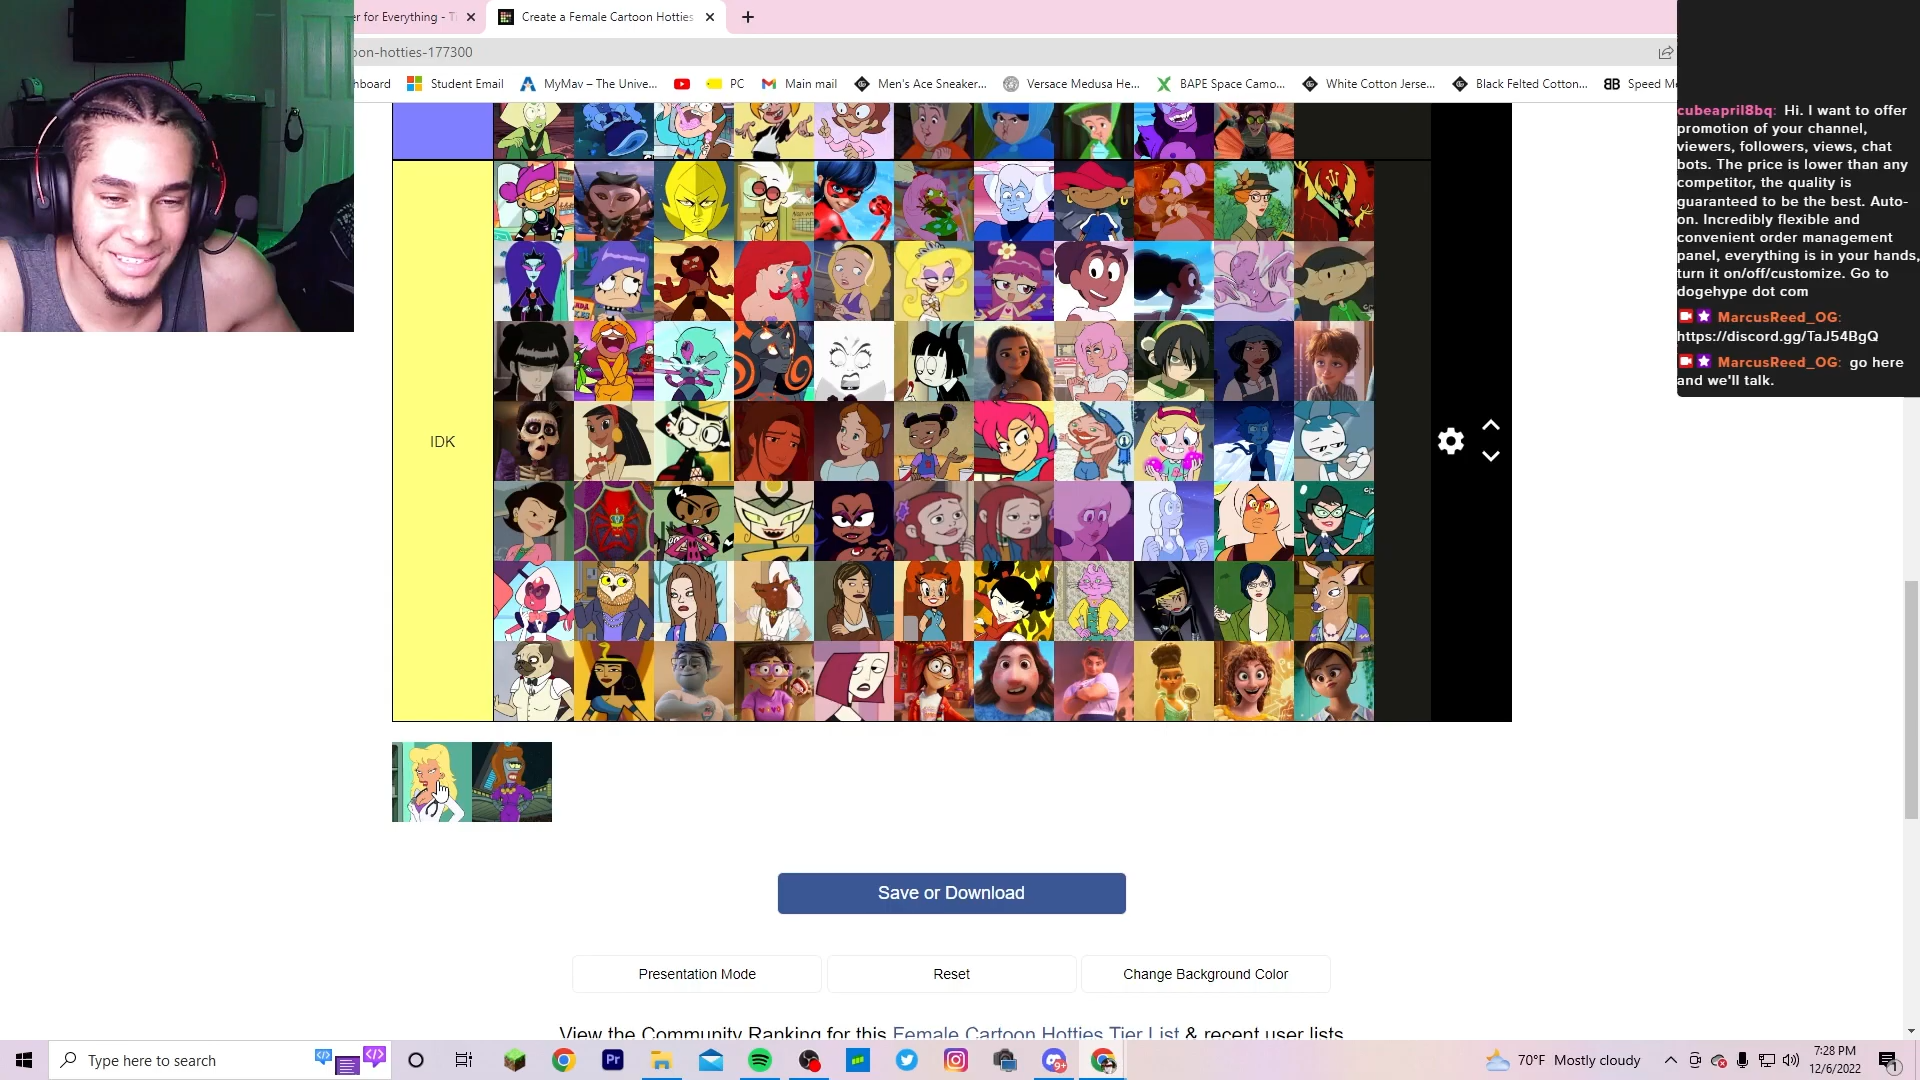 er for Everything - Ti
Create a Female Cartoon Hotties
oon-hotties-177300
hboard
Student Email
MyMav – The Unive...
PC
Main mail
Men's Ace Sneaker...
Versace Medusa He...
BAPE Space Camo...
White Cotton Jerse...
Black Felted Cotton...
Speed Me
cubeapril8bq: Hi. I want to offer
promotion of your channel,
viewers, followers, views, chat
bots. The price is lower than any
competitor, the quality is
guaranteed to be the best. Auto-
on. Incredibly flexible and
convenient order management
panel, everything is in your hands,
turn it on/off/customize. Go to
dogehype dot com
MarcusReed_OG:
https://discord.gg/TaJ54BgQ
MarcusReed_OG: go here
and we'll talk.
IDK
Save or Download
Presentation Mode
Reset
Change Background Color
View the Community Ranking for this Female Cartoon Hotties Tier List & recent user lists
Type here to search
Pr
9+
70°F Mostly cloudy
7:28 PM
12/6/2022
1